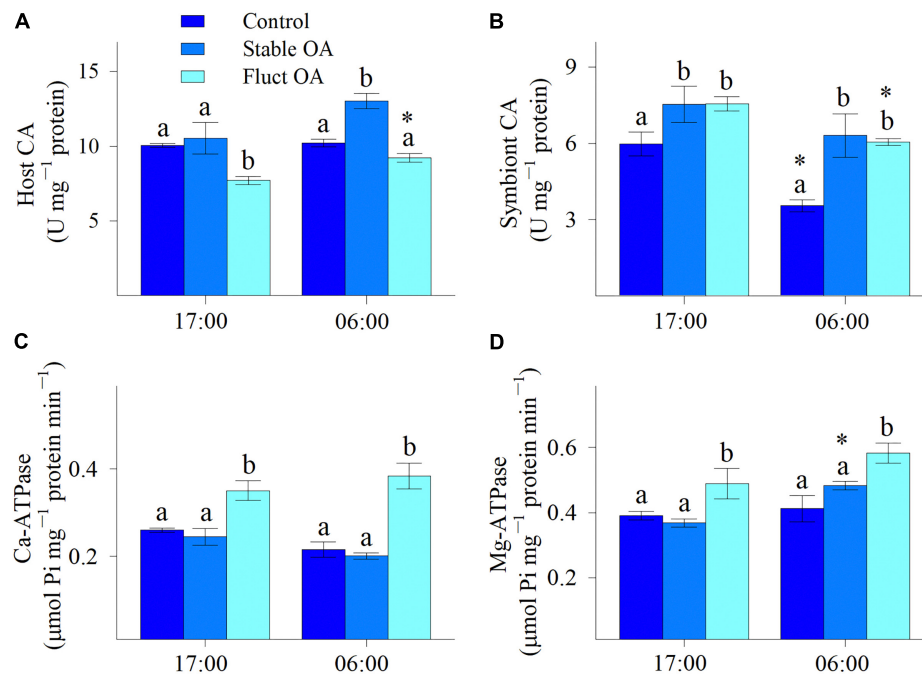 A
Control
Stable OA
Fluct OA
Host CA
(U mg⁻¹ protein)
15
10
5
a a b a b * a
17:00 06:00
B
Symbiont CA
(U mg⁻¹ protein)
9
6
3
a b b * a b * b
17:00 06:00
C
Ca-ATPase
(μmol Pi mg⁻¹ protein min⁻¹)
0.4
0.2
a a b a a b
17:00 06:00
D
Mg-ATPase
(μmol Pi mg⁻¹ protein min⁻¹)
0.6
0.4
0.2
a a b a * a b
17:00 06:00